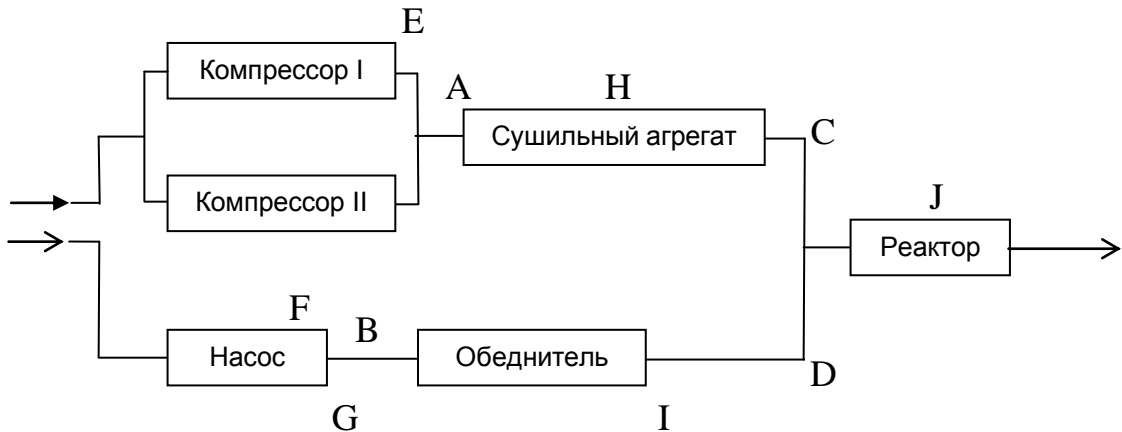 E
Компрессор I
A
H
Сушильный агрегат
C
Компрессор II
J
Реактор
F
B
Насос
Обеднитель
D
G
I